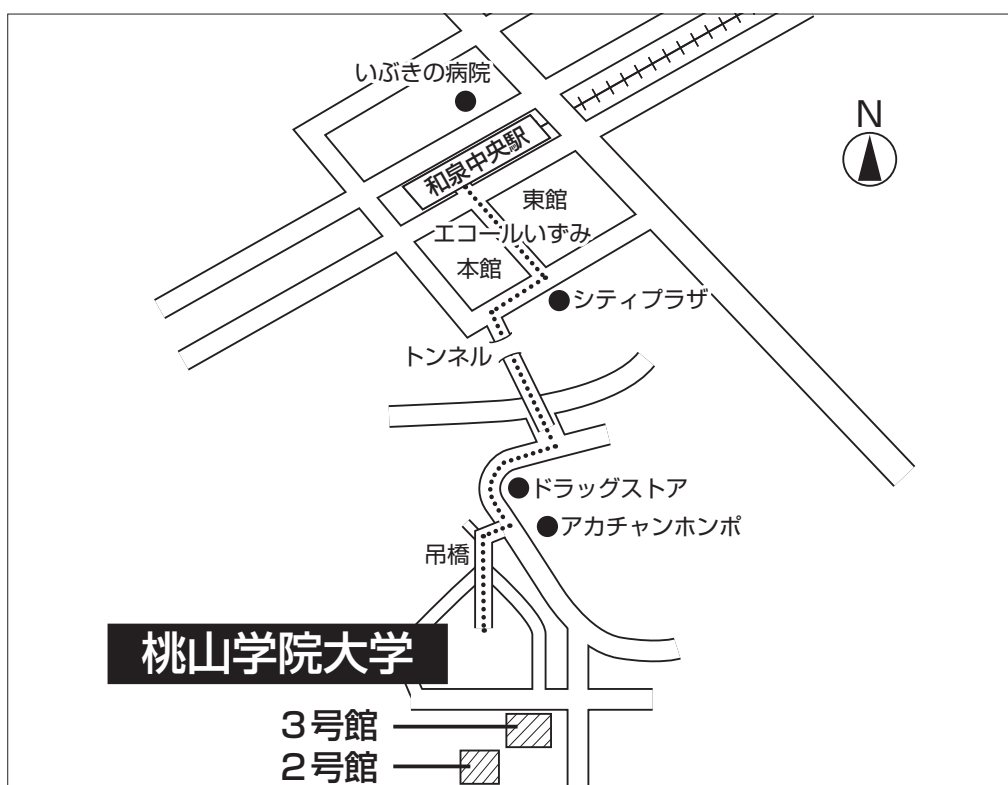 いぶきの病院
N
和泉中央駅
東館
エコールいずみ
本館
シティプラザ
トンネル
ドラッグストア
アカチャンホンポ
吊橋
桃山学院大学
3号館
2号館